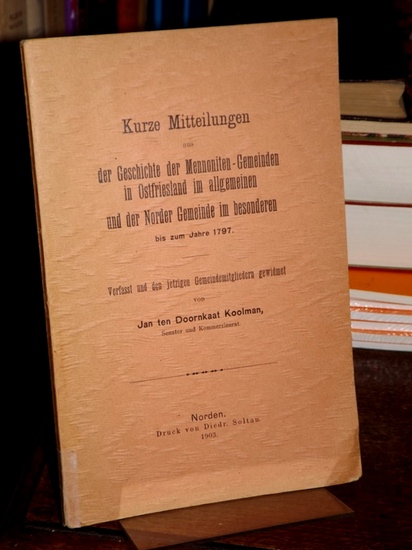 Kurze Mitteilungen
aus
der Geschichte der Mennoniten-Gemeinden
in Ostfriesland im allgemeinen
und der Norder Gemeinde im besonderen
bis zum Jahre 1797.
Verfasst und den jetzigen Gemeindemitgliedern gewidmet
von
Jan ten Doornkaat Koolman,
Senator und Kommerzienrat.
Norden.
Druck von Diedr. Soltau
1903.